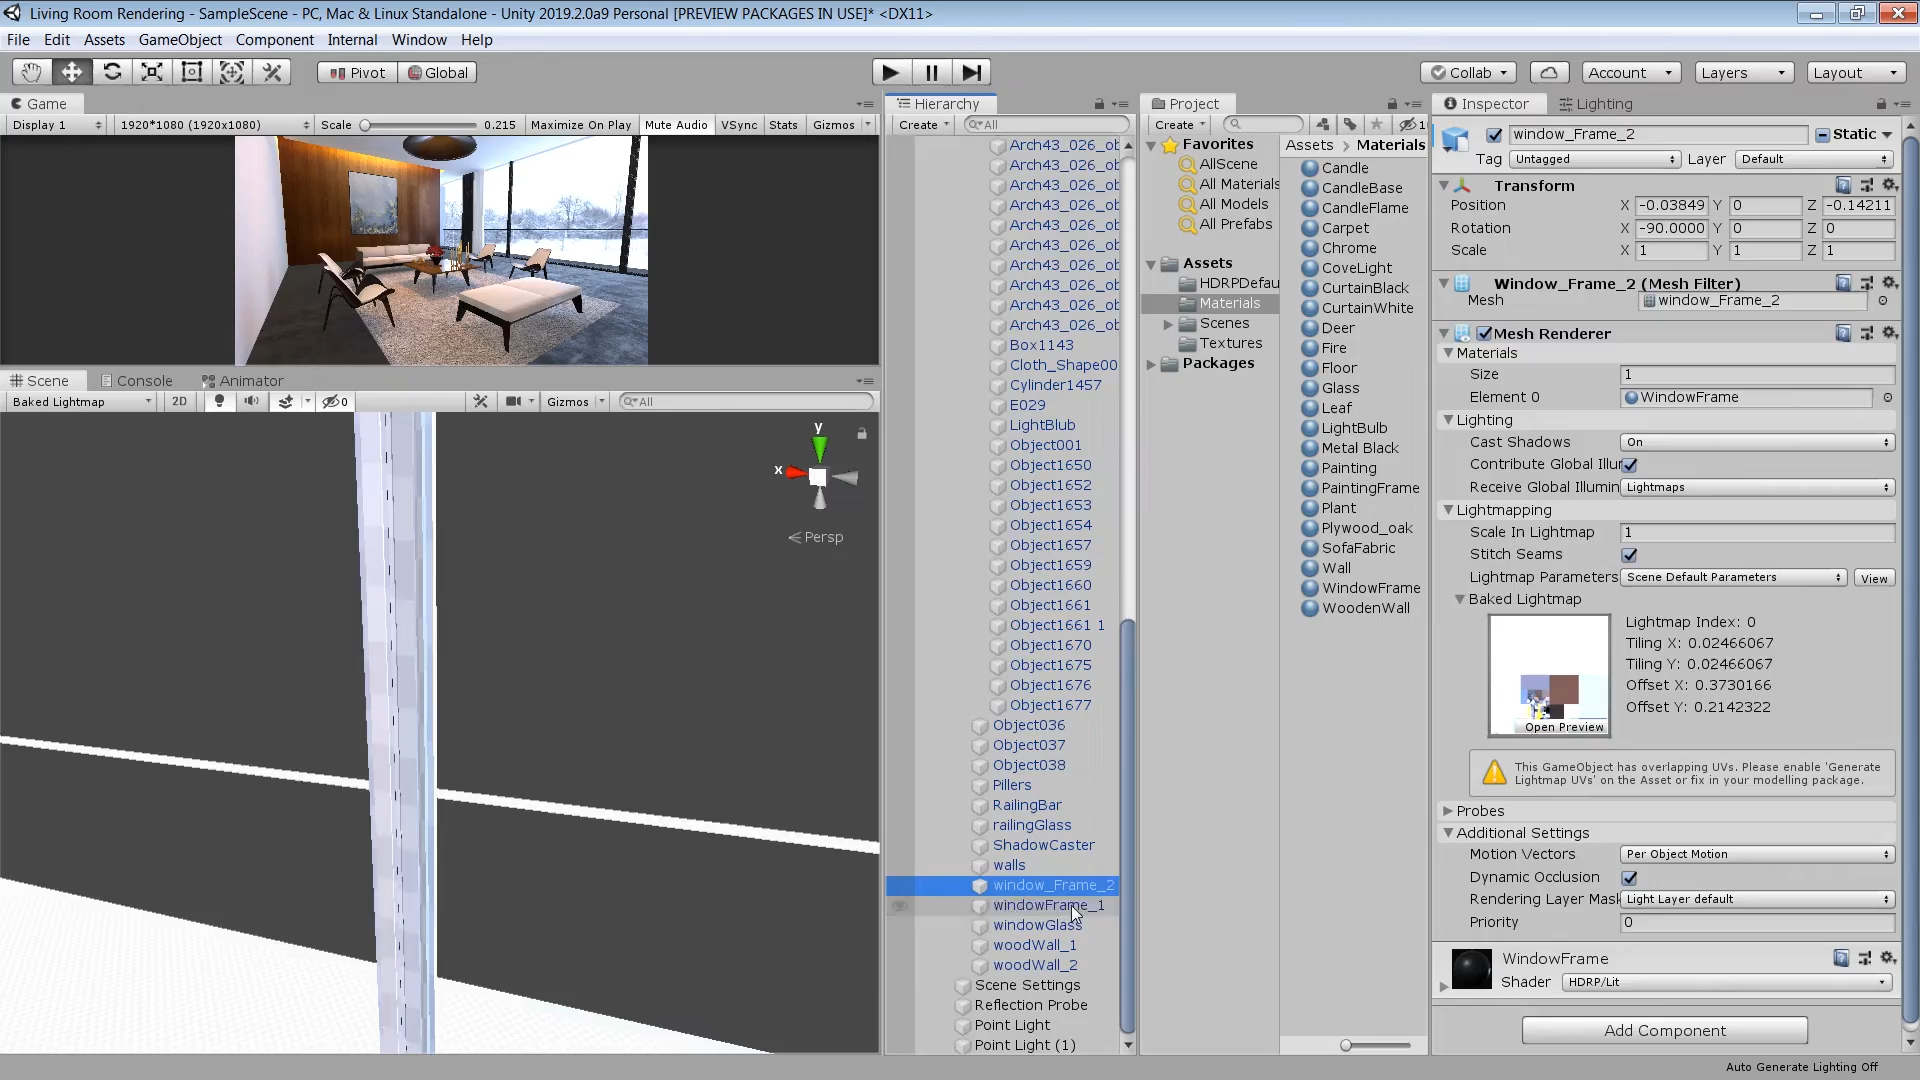 Living Room Rendering - SampleScene - PC, Mac & Linux Standalone - Unity 2019.2.0a9 Personal [PREVIEW PACKAGES IN USE]* <DX11>
File Edit Assets GameObject Component Internal Window Help
Pivot Global Collab Account Layers Layout
Game
Display 1 1920*1080 (1920x1080) Scale 0.215 Maximize On Play Mute Audio VSync Stats Gizmos
Scene Console Animator
Baked Lightmap 2D 0 Gizmos All
y
x
Persp
Hierarchy
Create All
Arch43_026_ob
Arch43_026_ob
Arch43_026_ob
Arch43_026_ob
Arch43_026_ob
Arch43_026_ob
Arch43_026_ob
Arch43_026_ob
Arch43_026_ob
Arch43_026_ob
Box1143
Cloth_Shape00
Cylinder1457
E029
LightBlub
Object001
Object1650
Object1652
Object1653
Object1654
Object1657
Object1659
Object1660
Object1661
Object1661 1
Object1670
Object1675
Object1676
Object1677
Object036
Object037
Object038
Pillers
RailingBar
railingGlass
ShadowCaster
walls
window_Frame_2
windowFrame_1
windowGlass
woodWall_1
woodWall_2
Scene Settings
Reflection Probe
Point Light
Point Light (1)
Project
Create 1
Favorites
AllScene
All Materials
All Models
All Prefabs
Assets
HDRPDefau
Materials
Scenes
Textures
Packages
Assets > Materials
Candle
CandleBase
CandleFlame
Carpet
Chrome
CoveLight
CurtainBlack
CurtainWhite
Deer
Fire
Floor
Glass
Leaf
LightBulb
Metal Black
Painting
PaintingFrame
Plant
Plywood_oak
SofaFabric
Wall
WindowFrame
WoodenWall
Inspector Lighting
window_Frame_2 Static
Tag Untagged Layer Default
Transform
Position X -0.03849 Y 0 Z -0.14211
Rotation X -90.0000 Y 0 Z 0
Scale X 1 Y 1 Z 1
Window_Frame_2 (Mesh Filter)
Mesh window_Frame_2
Mesh Renderer
Materials
Size 1
Element 0 WindowFrame
Lighting
Cast Shadows On
Contribute Global Illur
Receive Global Illumin Lightmaps
Lightmapping
Scale In Lightmap 1
Stitch Seams
Lightmap Parameters Scene Default Parameters View
Baked Lightmap
Open Preview
Lightmap Index: 0
Tiling X: 0.02466067
Tiling Y: 0.02466067
Offset X: 0.3730166
Offset Y: 0.2142322
This GameObject has overlapping UVs. Please enable 'Generate
Lightmap UVs' on the Asset or fix in your modelling package.
Probes
Additional Settings
Motion Vectors Per Object Motion
Dynamic Occlusion
Rendering Layer Mask Light Layer default
Priority 0
WindowFrame
Shader HDRP/Lit
Add Component
Auto Generate Lighting Off